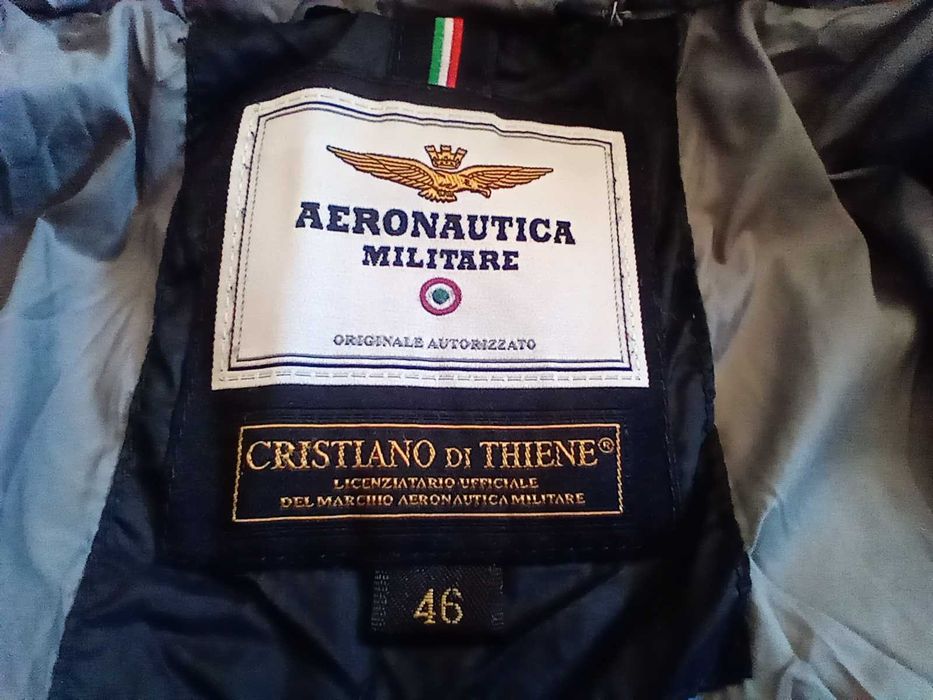 AERONAUTICA
MILITARE
ORIGINALE AUTORIZZATO
CRISTIANO DI THIENE®
LICENZIATARIO UFFICIALE
DEL MARCHIO AERONAUTICA MILITARE
46